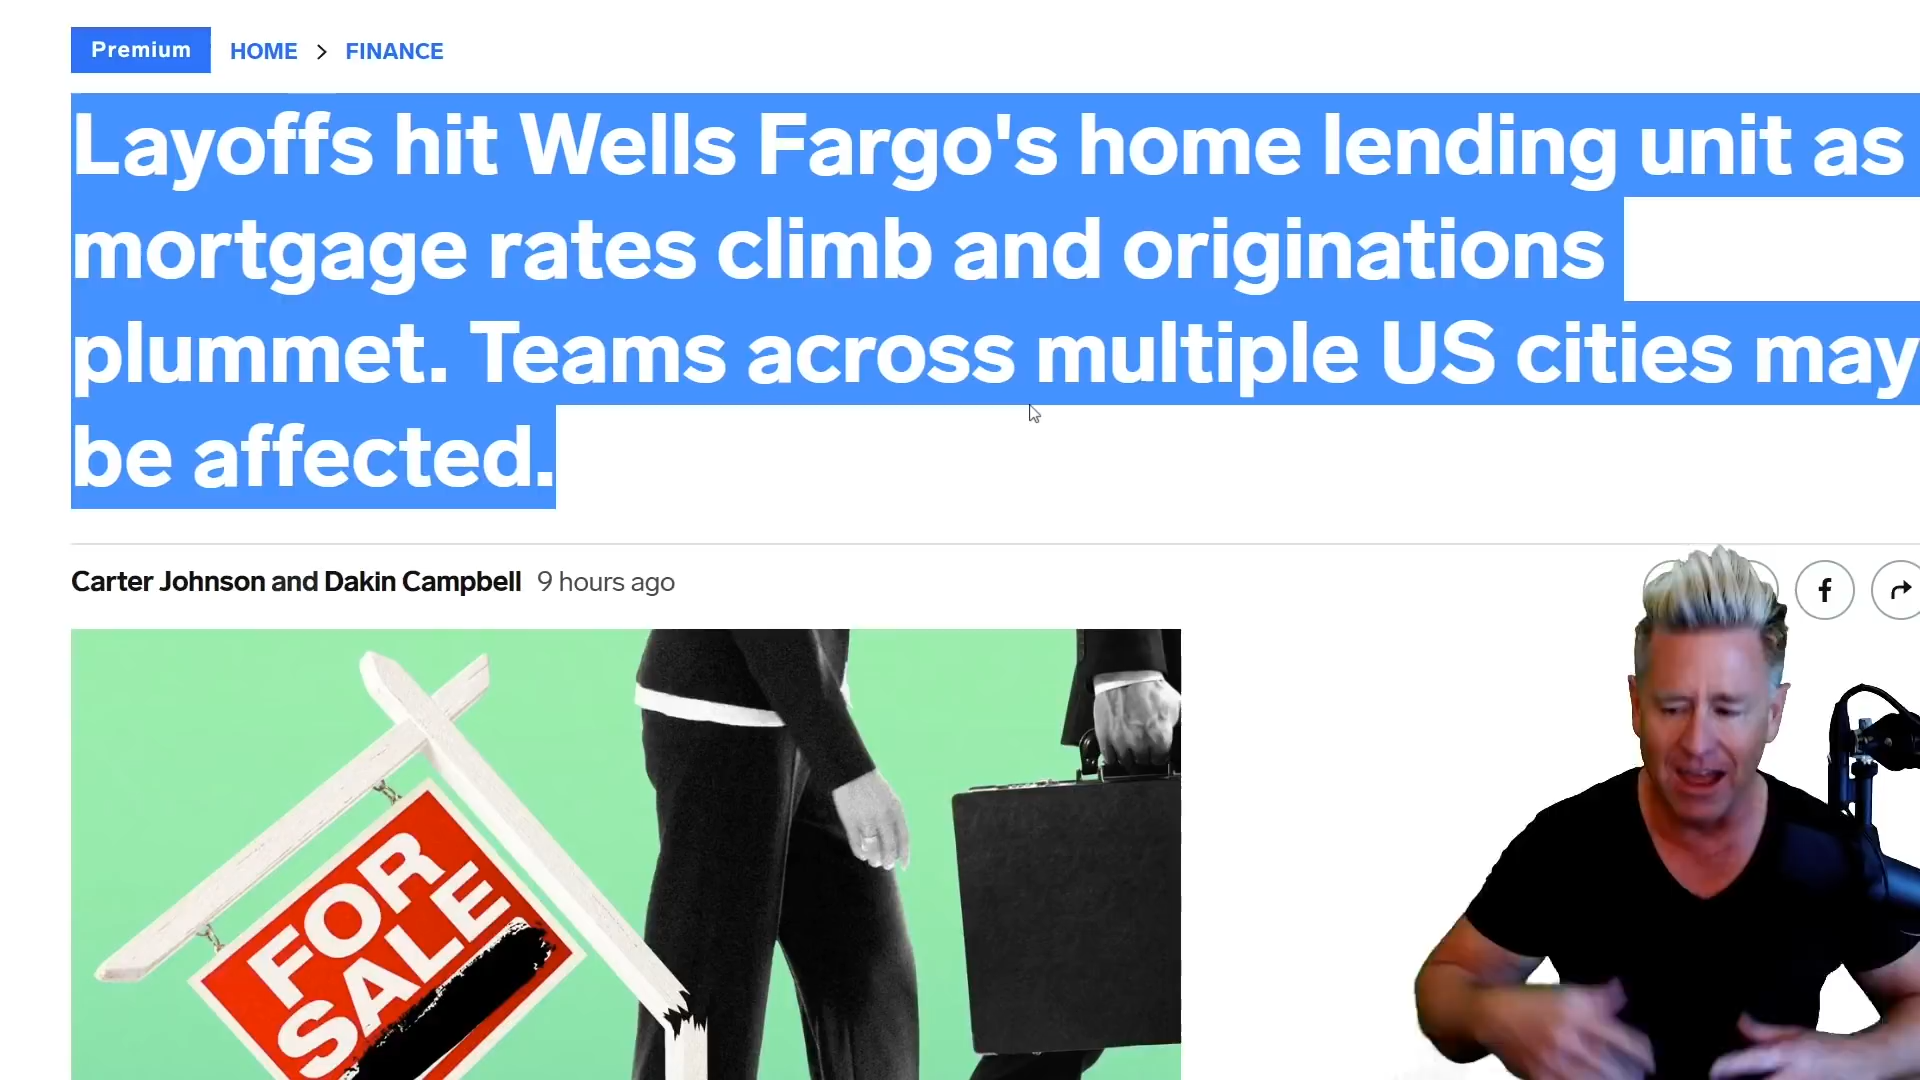 Premium HOME > FINANCE
Layoffs hit Wells Fargo's home lending unit as
mortgage rates climb and originations
plummet. Teams across multiple US cities may
be affected.
Carter Johnson and Dakin Campbell 9 hours ago
f
FOR
SALE